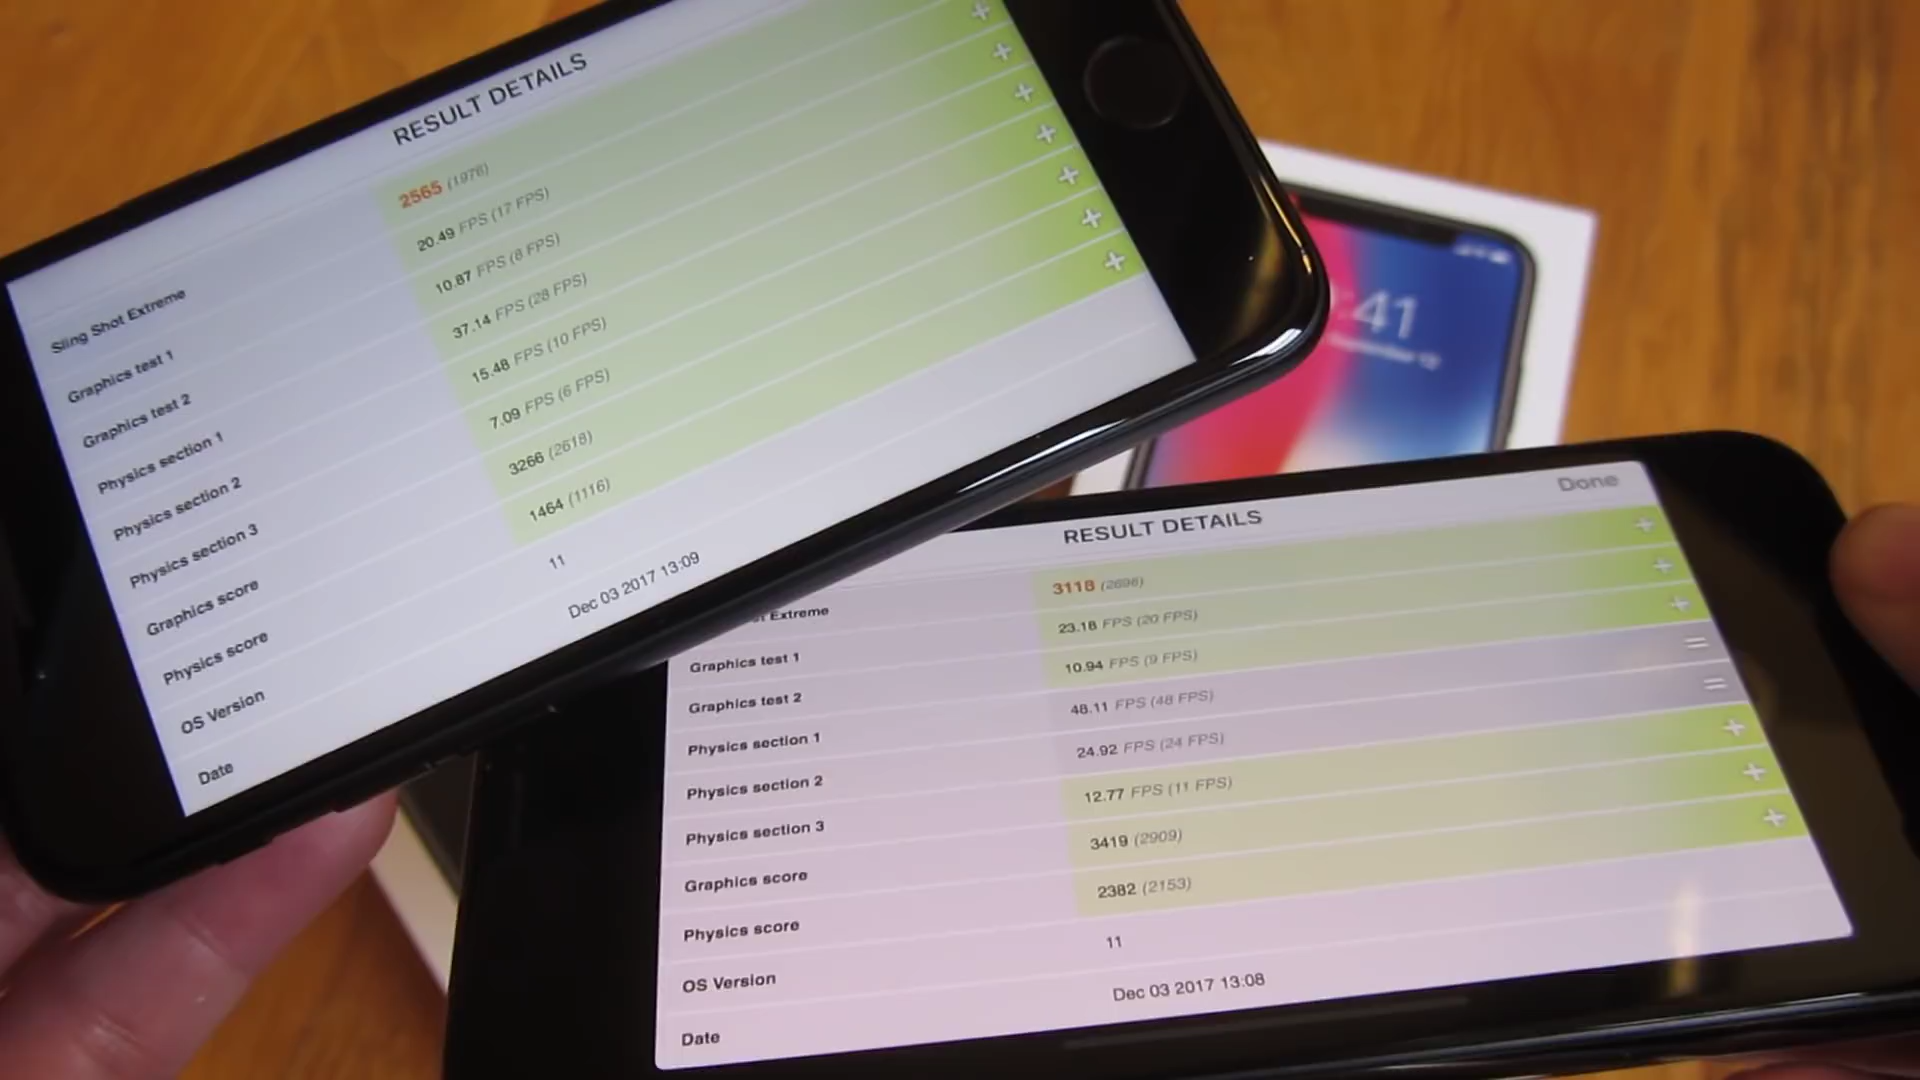 RESULT DETAILS
Sling Shot Extreme 2565 (1976)
Graphics test 1 20.49 FPS (17 FPS)
Graphics test 2 10.87 FPS (8 FPS)
Physics section 1 37.14 FPS (28 FPS)
Physics section 2 15.48 FPS (10 FPS)
Physics section 3 7.09 FPS (6 FPS)
Graphics score 3266 (2618)
Physics score 1464 (1116)
OS Version 11
Date Dec 03 2017 13:09
:41
Done
RESULT DETAILS
Extreme 3118 (2696)
Graphics test 1 23.18 FPS (20 FPS)
Graphics test 2 10.94 FPS (9 FPS)
Physics section 1 48.11 FPS (48 FPS)
Physics section 2 24.92 FPS (24 FPS)
Physics section 3 12.77 FPS (11 FPS)
Graphics score 3419 (2909)
Physics score 2382 (2153)
OS Version 11
Date Dec 03 2017 13:08